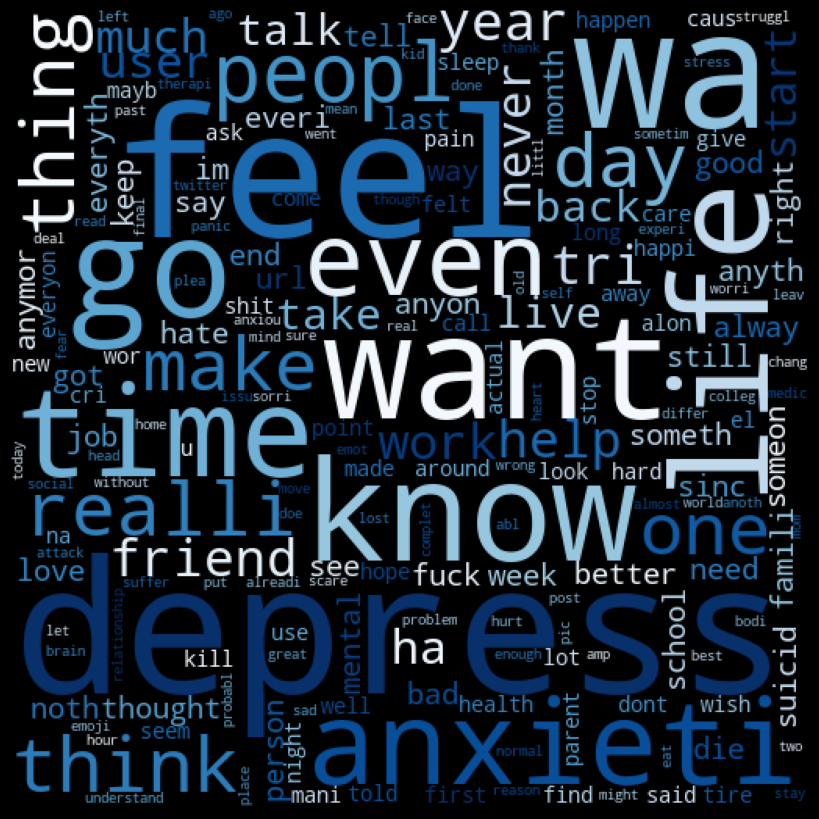 left
ago
face
thank
happen
caus
struggl
much
talk
tell
year
wa
user
peopl
kid
sleep
stress
start
therapi
mean
done
month
thing
mayb
past
everi
last
never
sometim
give
everyth
ask
went
pain
littl
day
good
right
feel
im
way
keep
twitter
come
though
felt
back
care
say
read
final
panic
long
experi
life
deal
go
end
even
tri
happi
anyth
anymor
everyon
plea
url
old
self
away
worri
leav
shit
take
anyon
live
call
alon
alway
anxiou
hate
mind
sure
real
want
fear
new
wor
make
actual
still
chang
got
issu
sorri
heart
stop
colleg
medic
cri
differ
el
time
home
point
work
help
someth
someon
job
u
head
emot
today
made
around
wrong
look
hard
sinc
social
without
move
know
almost
world
anoth
realli
doe
lost
complet
abl
one
mom
na
attack
friend
see
famili
love
suffer
put
alreadi
scare
hope
fuck
week
better
need
depress
relationship
post
let
use
mental
problem
hurt
pic
bodi
brain
kill
great
ha
enough
lot
amp
school
best
suicid
noth
thought
probabl
person
sad
well
bad
health
dont
wish
emoji
seem
night
anxieti
parent
hour
normal
eat
die
two
think
place
understand
mani
told
first
reason
find
might
said
tire
stay